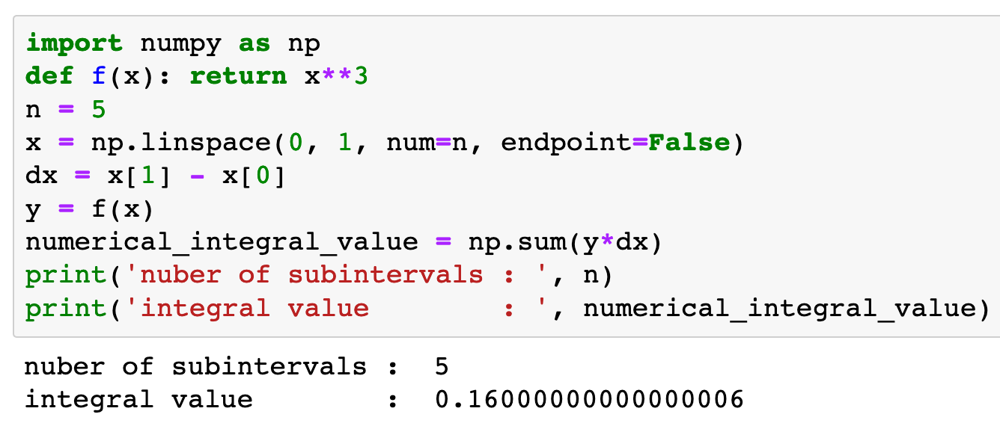 import numpy as np
def f(x): return x**3
n = 5
x = np.linspace(0, 1, num=n, endpoint=False)
dx = x[1] - x[0]
y = f(x)
numerical_integral_value = np.sum(y*dx)
print('nuber of subintervals : ', n)
print('integral value        : ', numerical_integral_value)
nuber of subintervals :  5
integral value        :  0.16000000000000006